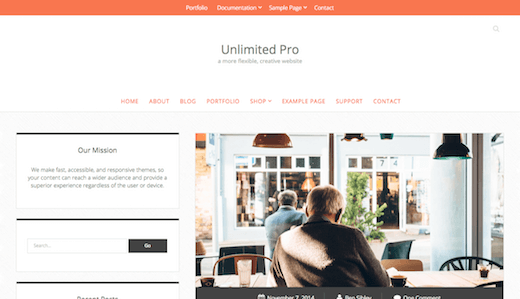 Portfolio Documentation Sample Page Contact
Unlimited Pro
a more flexible, creative website
HOME ABOUT BLOG PORTFOLIO SHOP EXAMPLE PAGE SUPPORT CONTACT
Our Mission
We make fast, accessible, and responsive themes, so
your content can reach a wider audience and provide a
superior experience regardless of the user or device.
Search... Go
Recent Posts
7
November 7, 2014 Ben Sibley One Comment